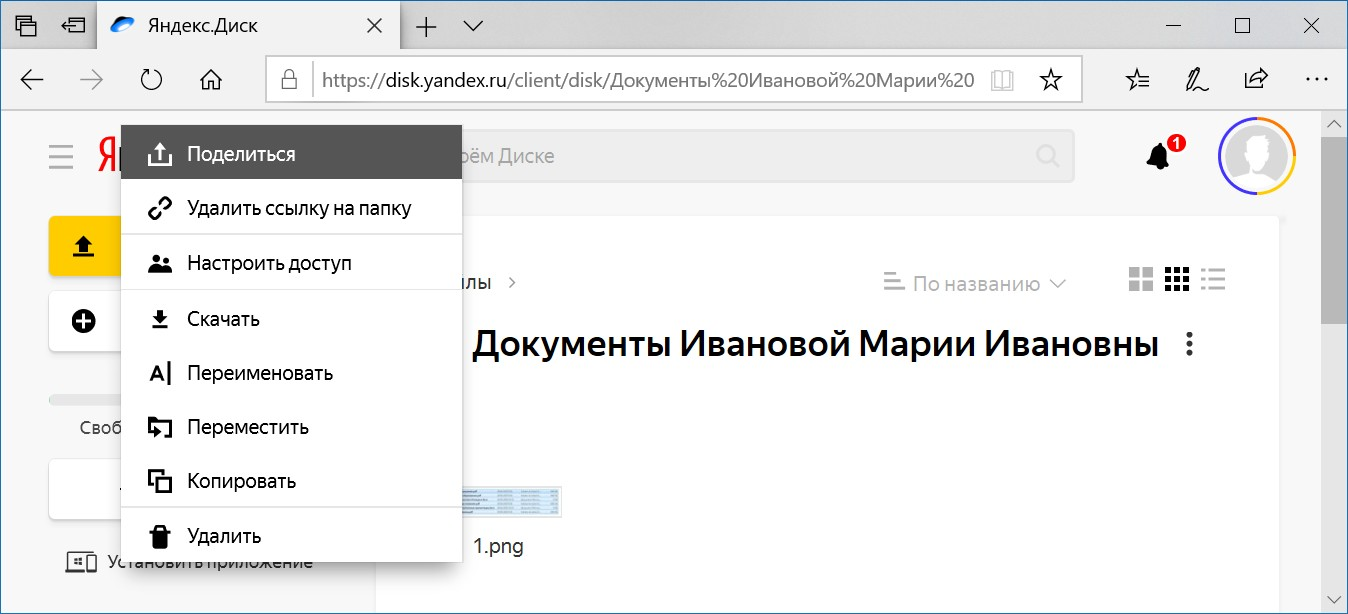 Яндекс.Диск
https://disk.yandex.ru/client/disk/Документы%20Ивановой%20Марии%20
Я
оём Диске
1
Поделиться
Удалить ссылку на папку
Настроить доступ
Скачать
Переименовать
Переместить
Копировать
Удалить
лы
По названию
Документы Ивановой Марии Ивановны
Своб
1.png
Установить приложение